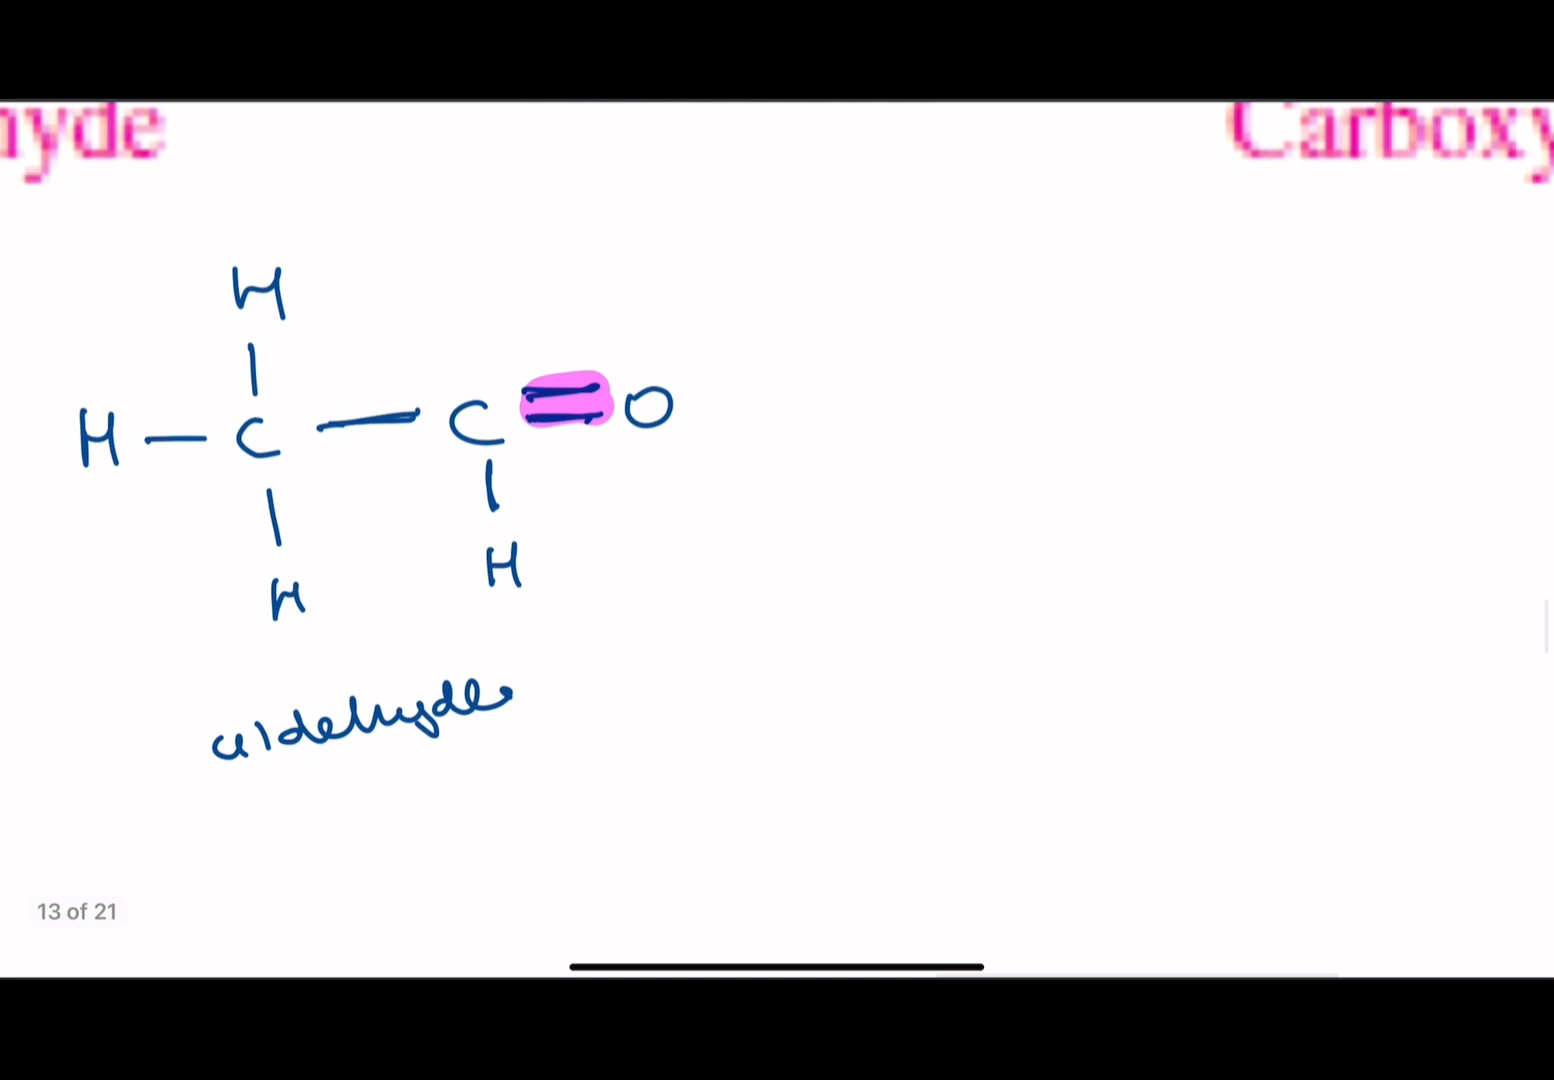 hyde Carboxy
H
H — C — C = O
H H
aldehyde
13 of 21